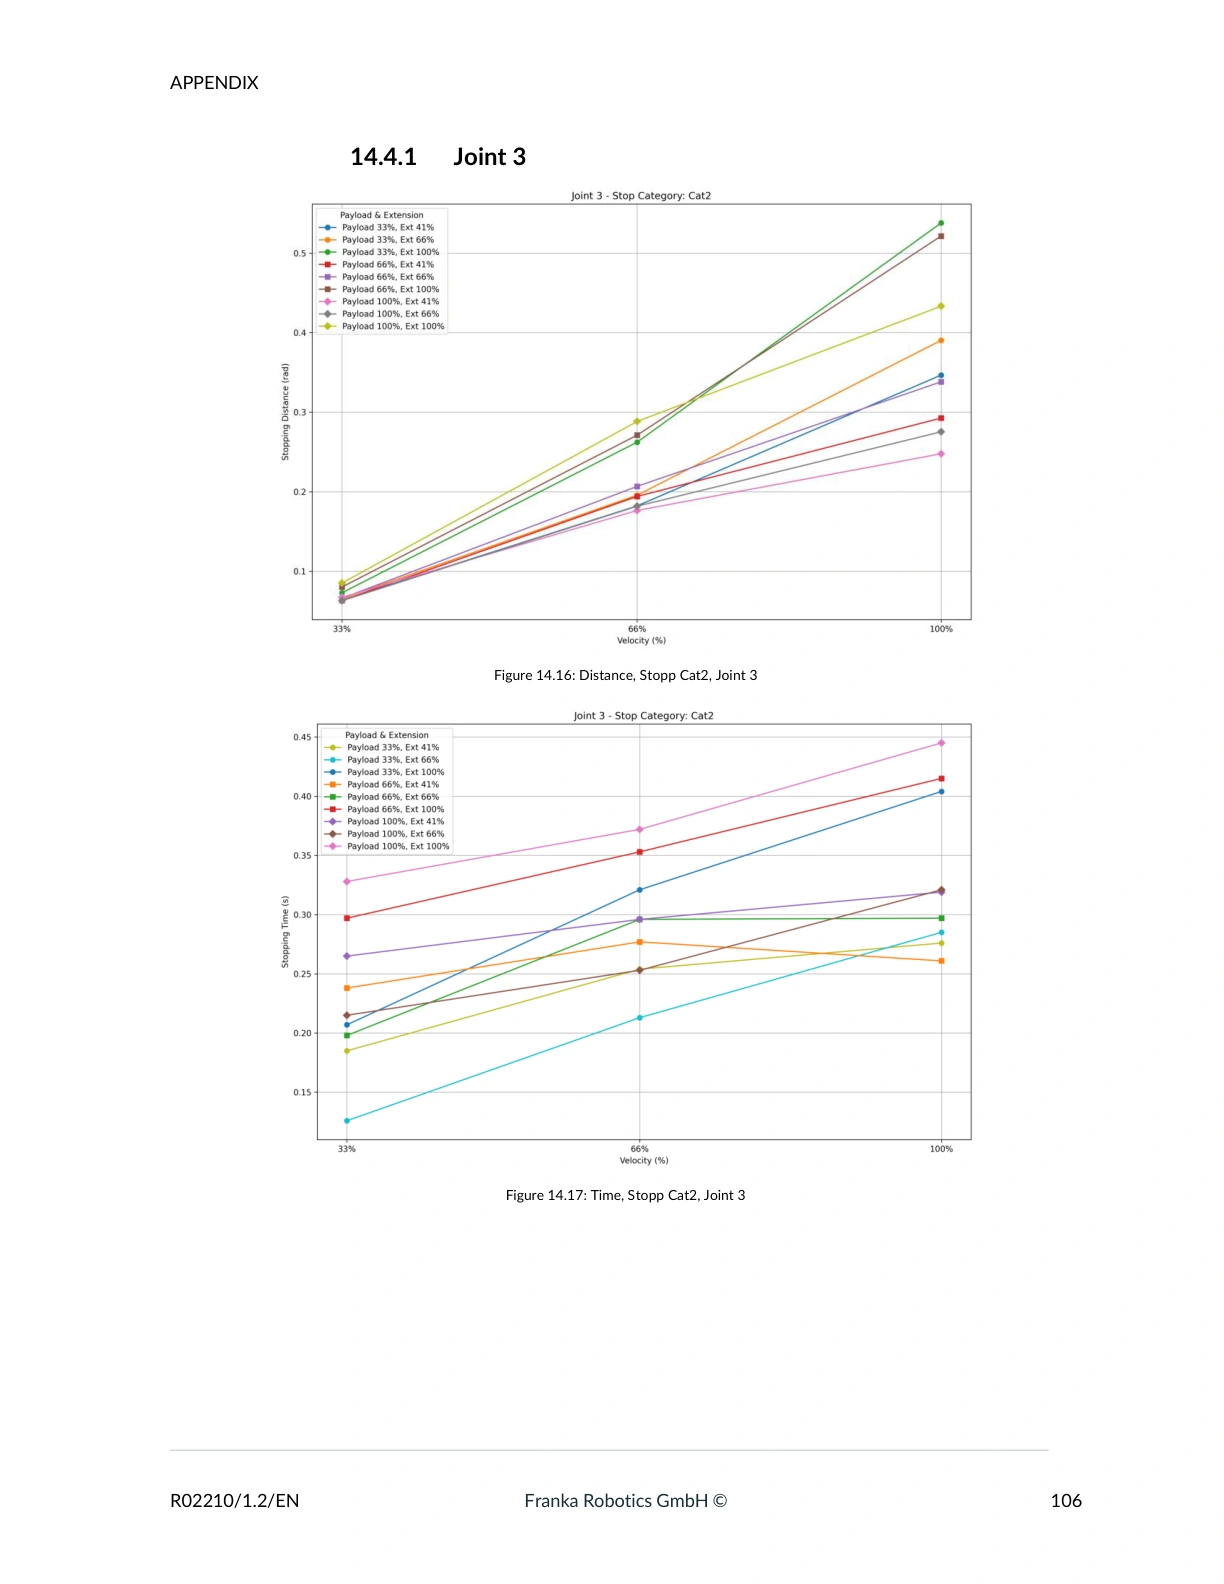 APPENDIX
14.4.1 Joint 3
Joint 3 - Stop Category: Cat2
Payload & Extension
Payload 33%, Ext 41%
Payload 33%, Ext 66%
Payload 33%, Ext 100%
Payload 66%, Ext 41%
Payload 66%, Ext 66%
Payload 66%, Ext 100%
Payload 100%, Ext 41%
Payload 100%, Ext 66%
Payload 100%, Ext 100%
0.5
0.4
0.3
0.2
0.1
Stopping Distance (rad)
33% 66% 100%
Velocity (%)
Figure 14.16: Distance, Stopp Cat2, Joint 3
Joint 3 - Stop Category: Cat2
Payload & Extension
Payload 33%, Ext 41%
Payload 33%, Ext 66%
Payload 33%, Ext 100%
Payload 66%, Ext 41%
Payload 66%, Ext 66%
Payload 66%, Ext 100%
Payload 100%, Ext 41%
Payload 100%, Ext 66%
Payload 100%, Ext 100%
0.45
0.40
0.35
0.30
0.25
0.20
0.15
Stopping Time (s)
33% 66% 100%
Velocity (%)
Figure 14.17: Time, Stopp Cat2, Joint 3
R02210/1.2/EN Franka Robotics GmbH © 106